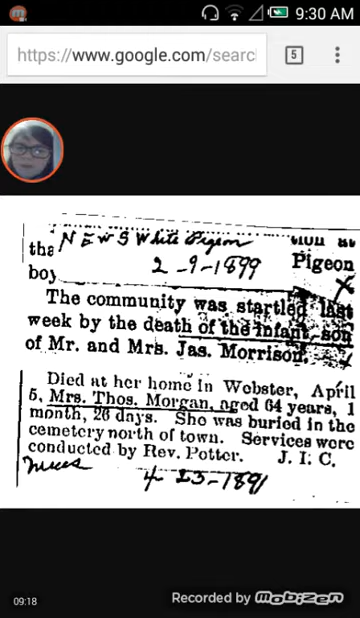 9:30 AM
https://www.google.com/searc
5
NEWS White Pigeon
tha
2-9-1899
Pigeon
boy
The community was startled last
week by the death of the infant son
of Mr. and Mrs. Jas. Morrison.
Died at her home in Webster, April
5, Mrs. Thos. Morgan, aged 64 years, 1
month, 26 days. She was buried in the
cemetery north of town. Services were
conducted by Rev. Potter. J. I. C.
4 23-1891
09:18
Recorded by mobizen